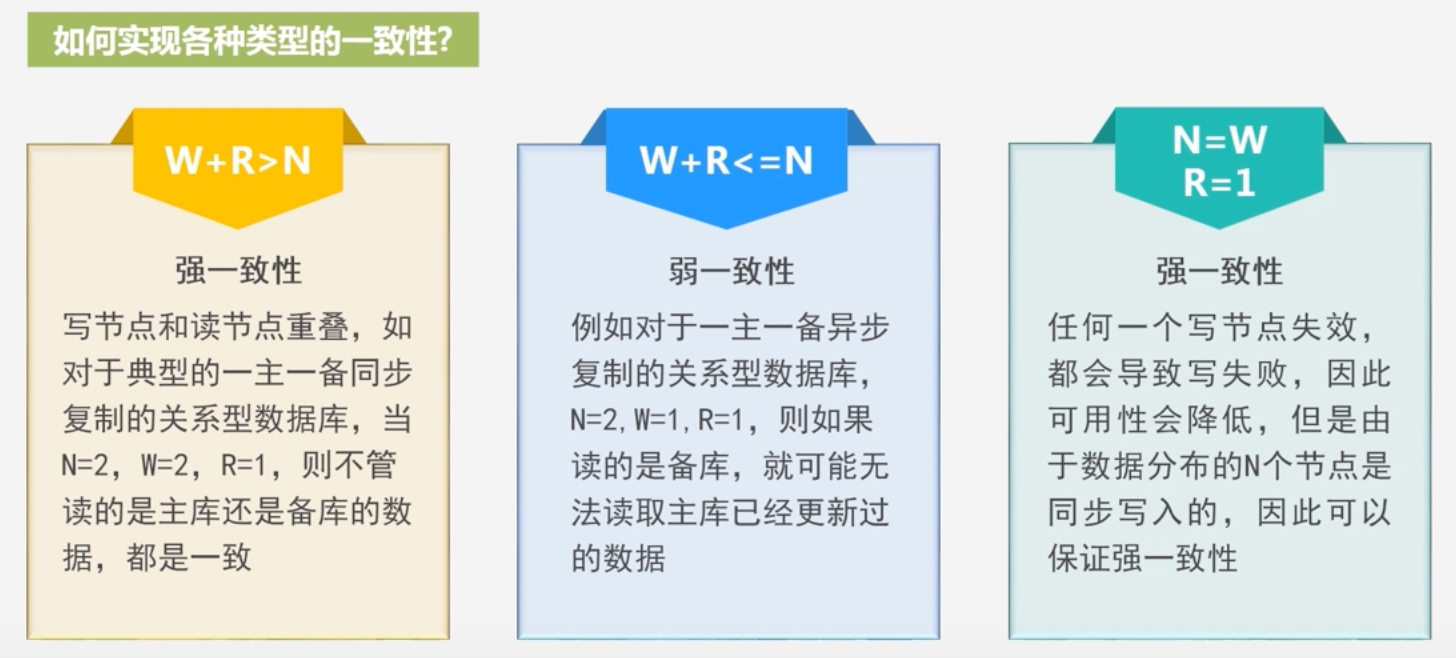 如何实现各种类型的一致性?
W+R>N
强一致性
写节点和读节点重叠，如
对于典型的一主一备同步
复制的关系型数据库，当
N=2，W=2，R=1，则不管
读的是主库还是备库的数
据，都是一致
W+R<=N
弱一致性
例如对于一主一备异步
复制的关系型数据库，
N=2,W=1,R=1，则如果
读的是备库，就可能无
法读取主库已经更新过
的数据
N=W
R=1
强一致性
任何一个写节点失效，
都会导致写失败，因此
可用性会降低，但是由
于数据分布的N个节点是
同步写入的，因此可以
保证强一致性